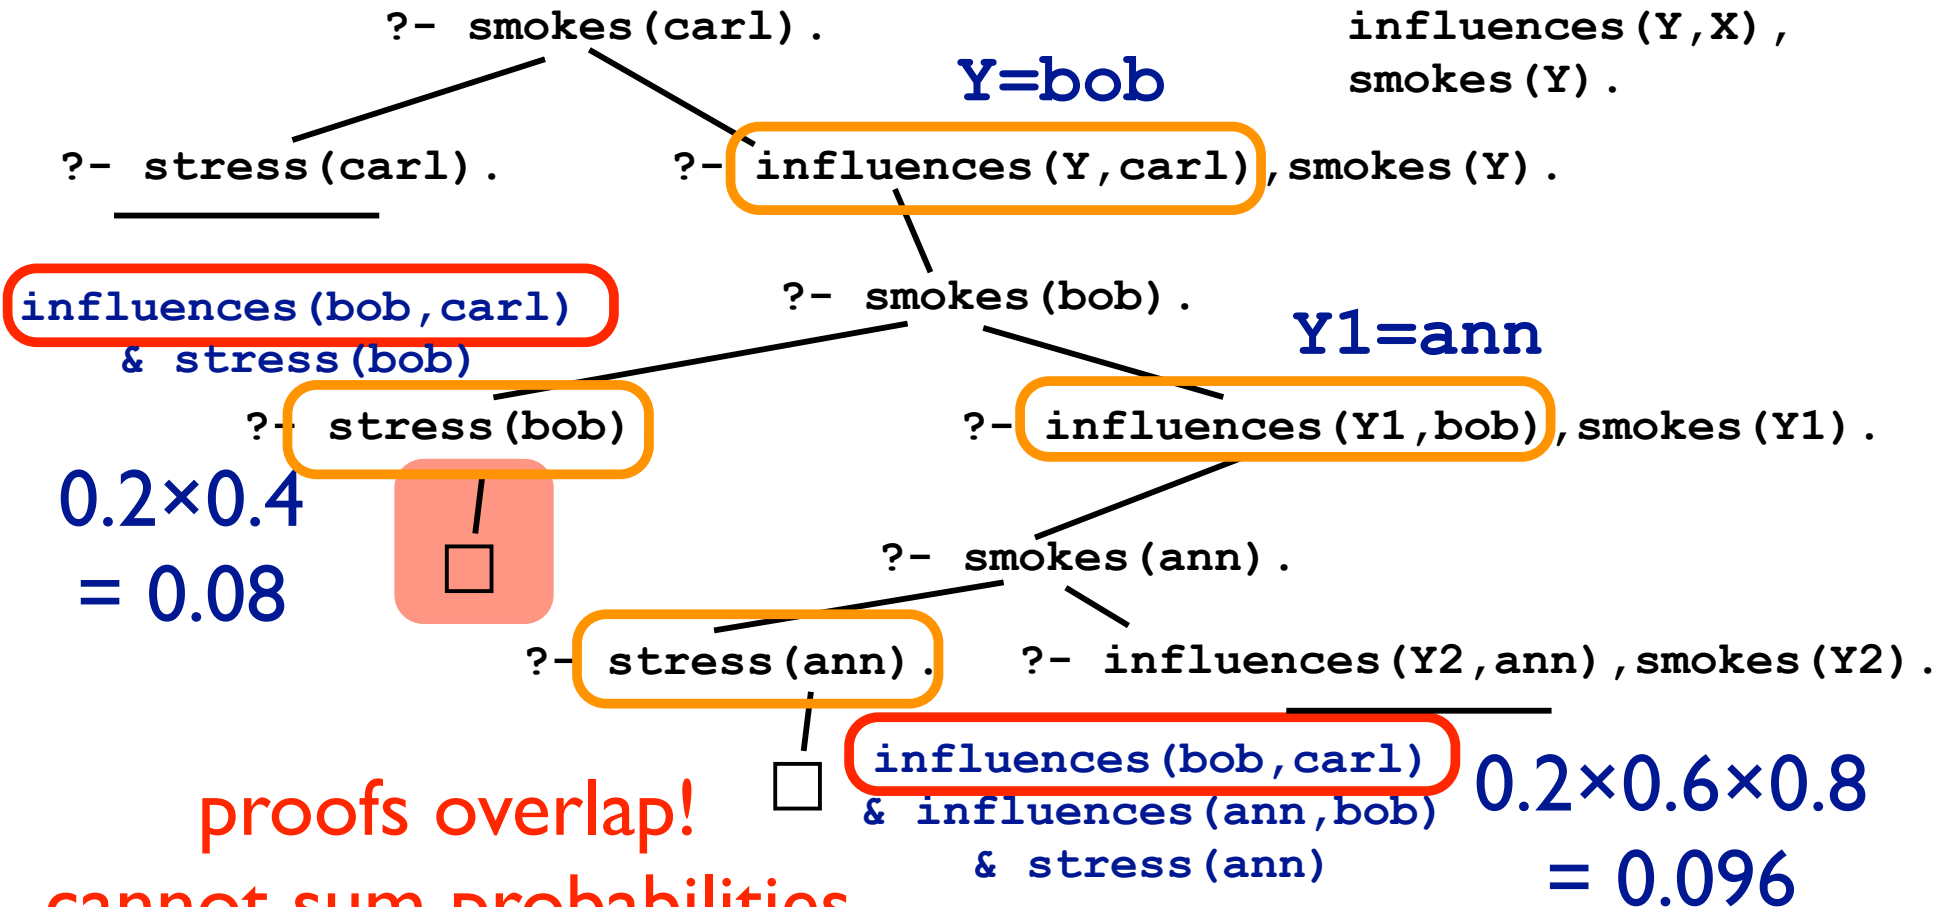 ?- smokes(carl).
influences(Y,X),
smokes(Y).
Y=bob
?- stress(carl).
?- influences(Y,carl),smokes(Y).
influences(bob,carl)
& stress(bob)
?- smokes(bob).
Y1=ann
?- stress(bob)
?- influences(Y1,bob),smokes(Y1).
0.2×0.4
= 0.08
?- smokes(ann).
?- stress(ann).
?- influences(Y2,ann),smokes(Y2).
influences(bob,carl)
& influences(ann,bob)
& stress(ann)
0.2×0.6×0.8
= 0.096
proofs overlap!
cannot sum probabilities